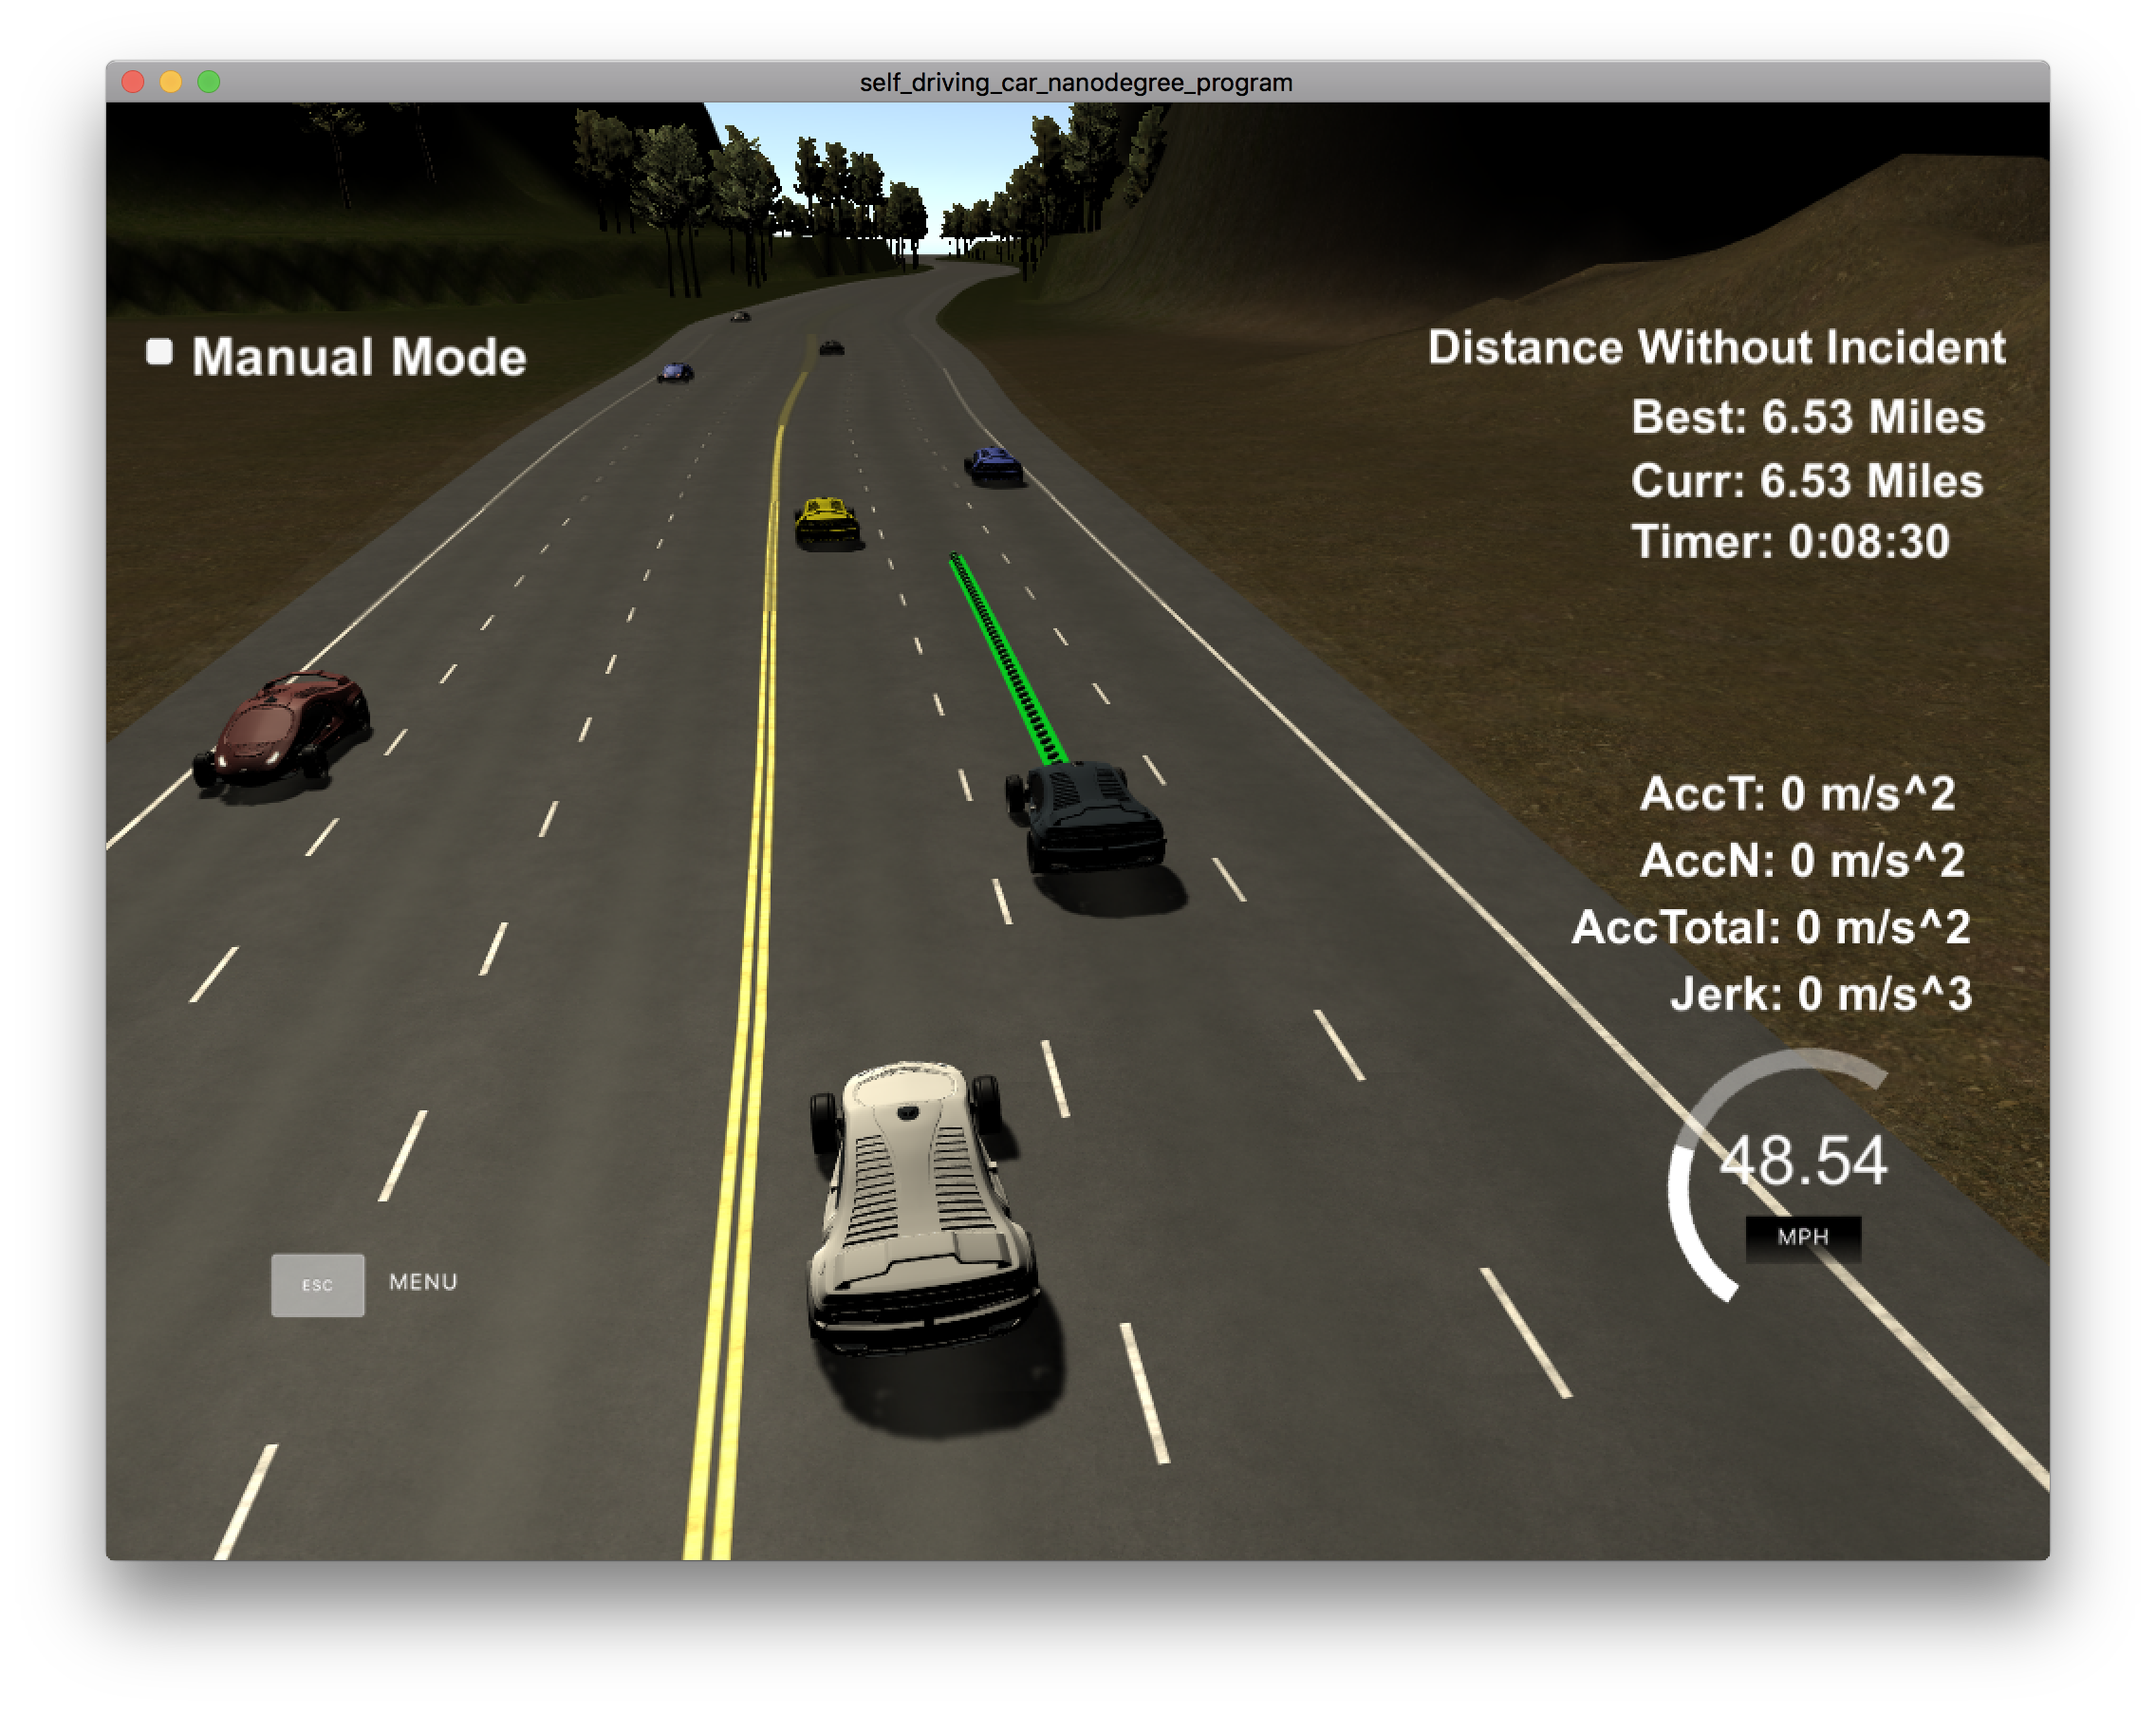 self_driving_car_nanodegree_program
Manual Mode
Distance Without Incident
Best: 6.53 Miles
Curr: 6.53 Miles
Timer: 0:08:30
AccT: 0 m/s^2
AccN: 0 m/s^2
AccTotal: 0 m/s^2
Jerk: 0 m/s^3
48.54
MPH
ESC MENU